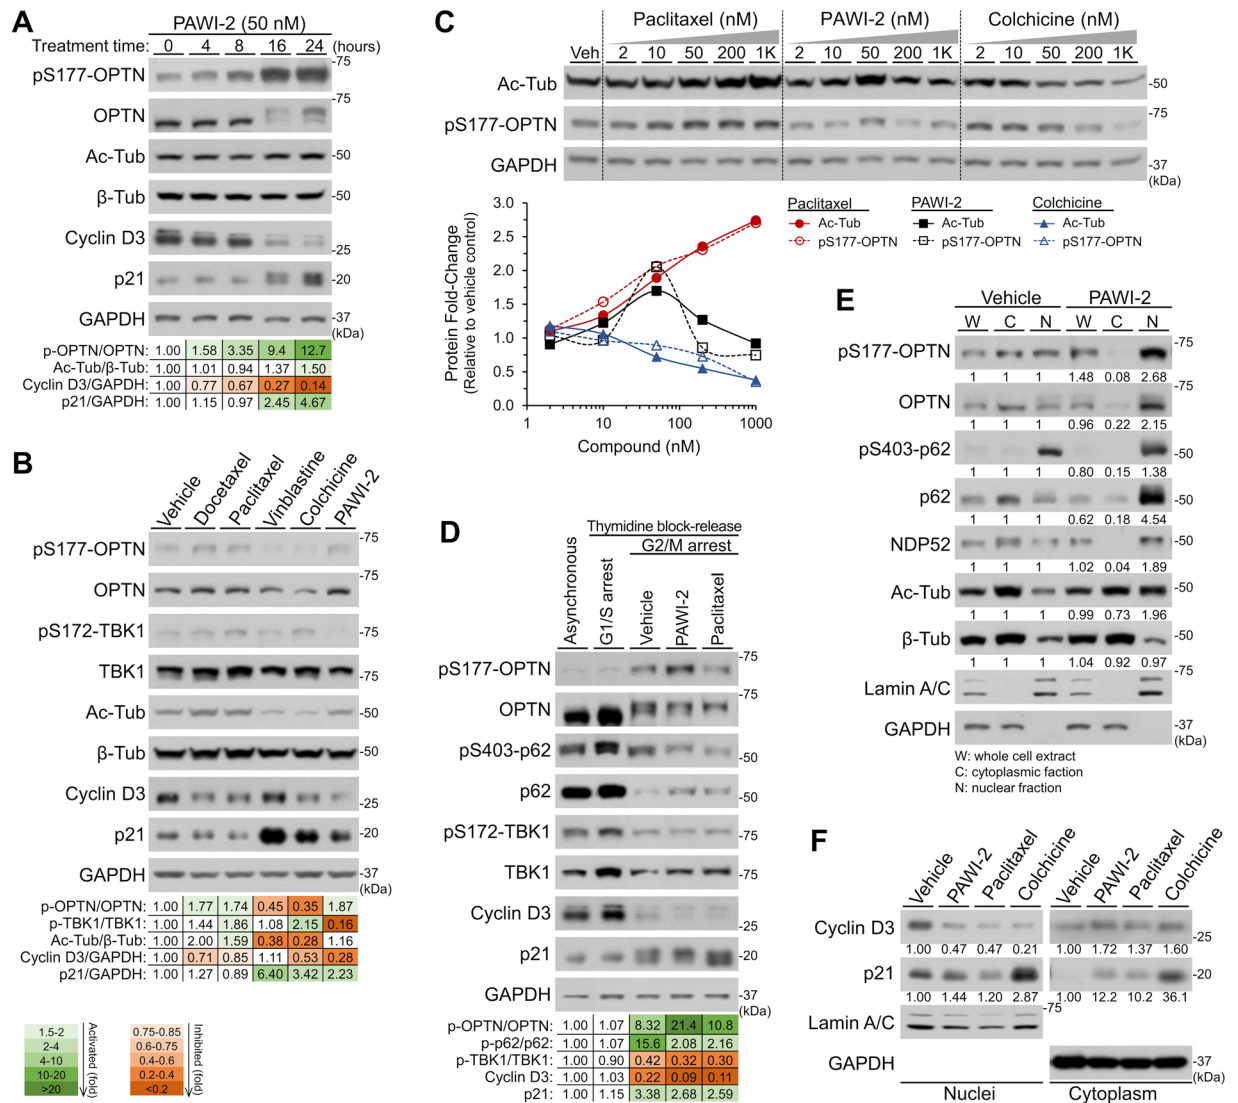 A
PAWI-2 (50 nM)
Treatment time: 0 4 8 16 24 (hours)
-75
pS177-OPTN
-75
OPTN
Ac-Tub -50
β-Tub -50
Cyclin D3 -25
p21 -20
GAPDH -37
(kDa)
p-OPTN/OPTN: 1.00 1.58 3.35 9.4 12.7
Ac-Tub/β-Tub: 1.00 1.01 0.94 1.37 1.50
Cyclin D3/GAPDH: 1.00 0.77 0.67 0.27 0.14
p21/GAPDH: 1.00 1.15 0.97 2.45 4.67
B
Vehicle Docetaxel Paclitaxel Vinblastine Colchicine PAWI-2
-75
pS177-OPTN
-75
OPTN
pS172-TBK1 -75
TBK1 -75
Ac-Tub -50
β-Tub -50
Cyclin D3 -25
p21 -20
GAPDH -37
(kDa)
p-OPTN/OPTN: 1.00 1.77 1.74 0.45 0.35 1.87
p-TBK1/TBK1: 1.00 1.44 1.86 1.08 2.15 0.16
Ac-Tub/β-Tub: 1.00 2.00 1.59 0.38 0.28 1.16
Cyclin D3/GAPDH: 1.00 0.71 0.85 1.11 0.53 0.28
p21/GAPDH: 1.00 1.27 0.89 6.40 3.42 2.23
1.5-2
2-4
4-10
10-20
>20
Activated (fold)
0.75-0.85
0.6-0.75
0.4-0.6
0.2-0.4
<0.2
Inhibited (fold)
C
Paclitaxel (nM) PAWI-2 (nM) Colchicine (nM)
Veh 2 10 50 200 1K 2 10 50 200 1K 2 10 50 200 1K
Ac-Tub -50
-75
pS177-OPTN
GAPDH -37
(kDa)
Protein Fold-Change
(Relative to vehicle control)
3.0
2.5
2.0
1.5
1.0
0.5
0.0
1 10 100 1000
Compound (nM)
Paclitaxel PAWI-2 Colchicine
Ac-Tub Ac-Tub Ac-Tub
pS177-OPTN pS177-OPTN pS177-OPTN
D
Thymidine block-release
G2/M arrest
Asynchronous G1/S arrest Vehicle PAWI-2 Paclitaxel
-75
pS177-OPTN
-75
OPTN
pS403-p62 -50
p62 -50
pS172-TBK1 -75
TBK1 -75
Cyclin D3 -25
p21 -20
GAPDH -37
(kDa)
p-OPTN/OPTN: 1.00 1.07 8.32 21.4 10.8
p-p62/p62: 1.00 1.07 15.6 2.08 2.16
p-TBK1/TBK1: 1.00 0.90 0.42 0.32 0.30
Cyclin D3: 1.00 1.03 0.22 0.09 0.11
p21: 1.00 1.15 3.38 2.68 2.59
E
Vehicle PAWI-2
W C N W C N
-75
pS177-OPTN
1 1 1 1.48 0.08 2.68
-75
OPTN
1 1 1 0.96 0.22 2.15
pS403-p62 -50
1 1 1 0.80 0.15 1.38
p62 -50
1 1 1 0.62 0.18 4.54
NDP52 -50
1 1 1 1.02 0.04 1.89
Ac-Tub -50
1 1 1 0.99 0.73 1.96
β-Tub -50
1 1 1 1.04 0.92 0.97
-75
Lamin A/C
GAPDH -37
(kDa)
W: whole cell extract
C: cytoplasmic faction
N: nuclear fraction
F
Vehicle PAWI-2 Paclitaxel Colchicine Vehicle PAWI-2 Paclitaxel Colchicine
Cyclin D3 -25
1.00 0.47 0.47 0.21 1.00 1.72 1.37 1.60
p21 -20
1.00 1.44 1.20 2.87 1.00 12.2 10.2 36.1
-75
Lamin A/C
GAPDH -37
(kDa)
Nuclei Cytoplasm